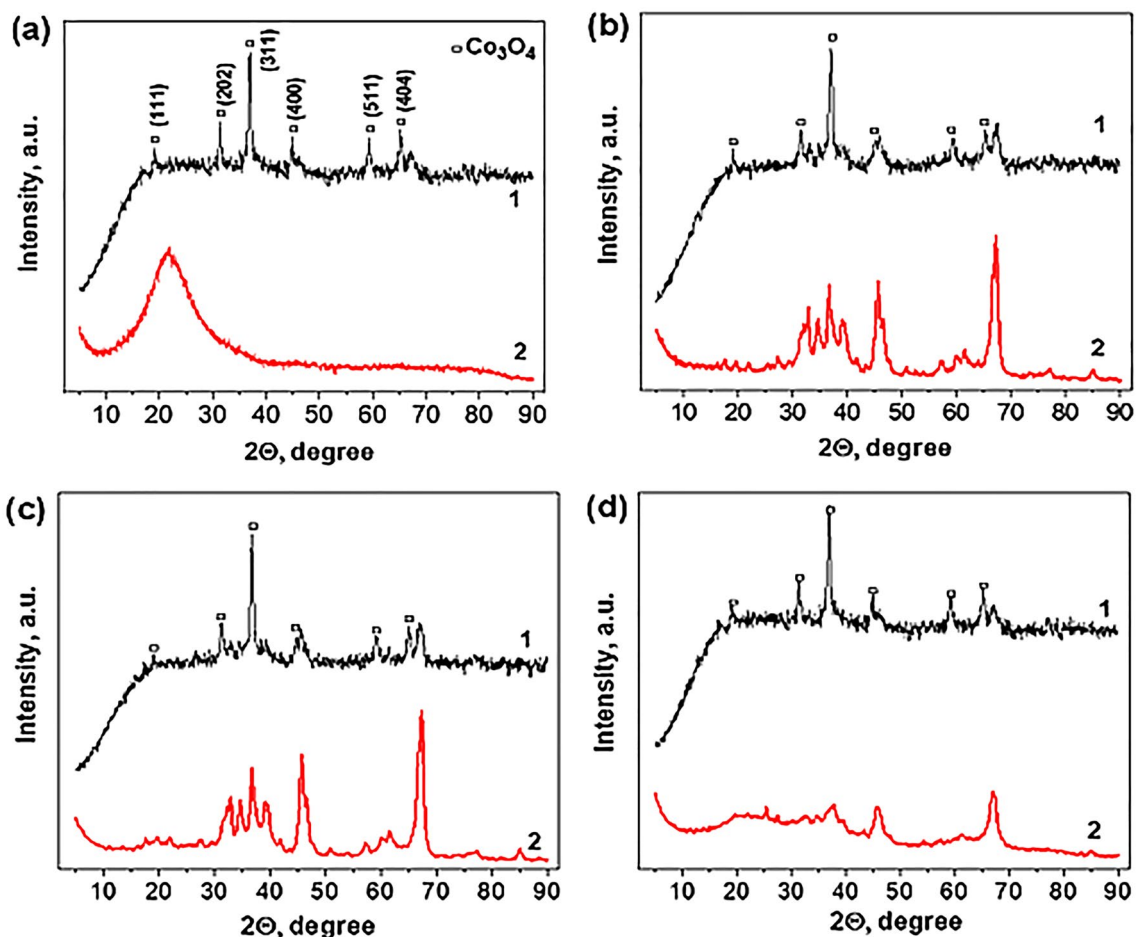 (a)
Co3O4
(111)
(202)
(311)
(400)
(511)
(404)
1
2
Intensity, a.u.
10 20 30 40 50 60 70 80 90
2Θ, degree
(b)
1
2
Intensity, a.u.
10 20 30 40 50 60 70 80 90
2Θ, degree
(c)
1
2
Intensity, a.u.
10 20 30 40 50 60 70 80 90
2Θ, degree
(d)
1
2
Intensity, a.u.
10 20 30 40 50 60 70 80 90
2Θ, degree